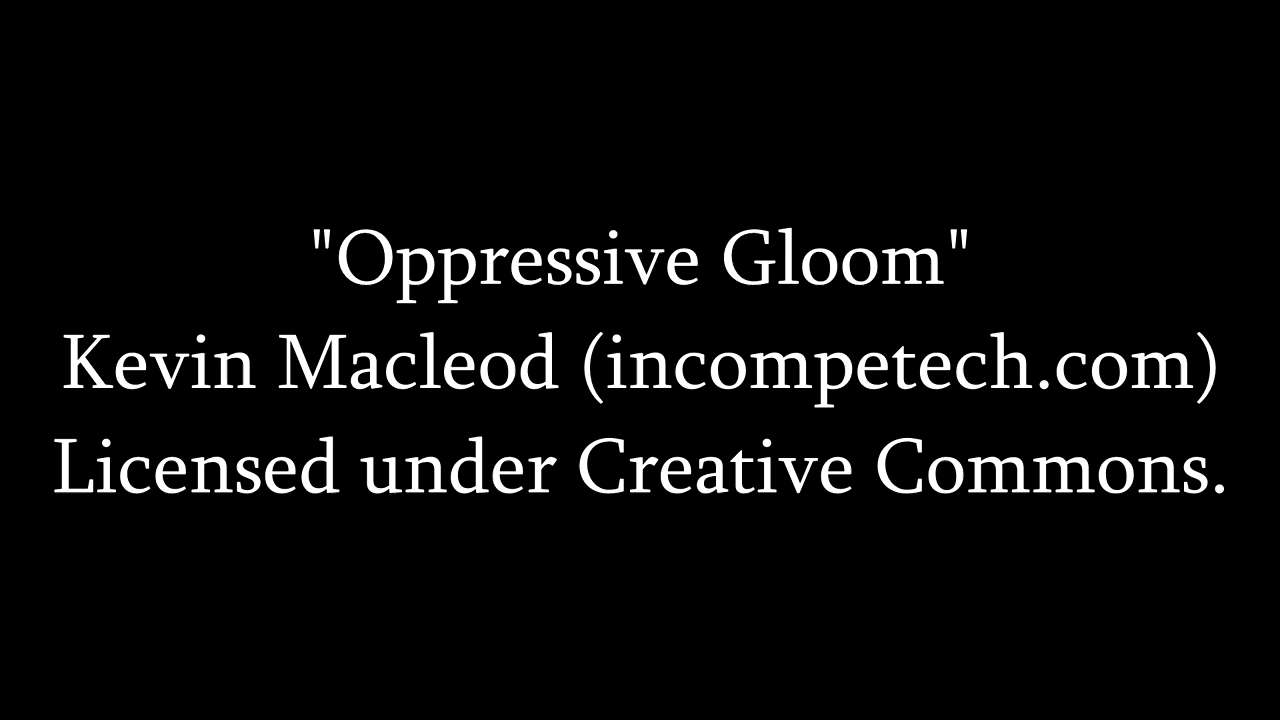 "Oppressive Gloom"
Kevin Macleod (incompetech.com)
Licensed under Creative Commons.